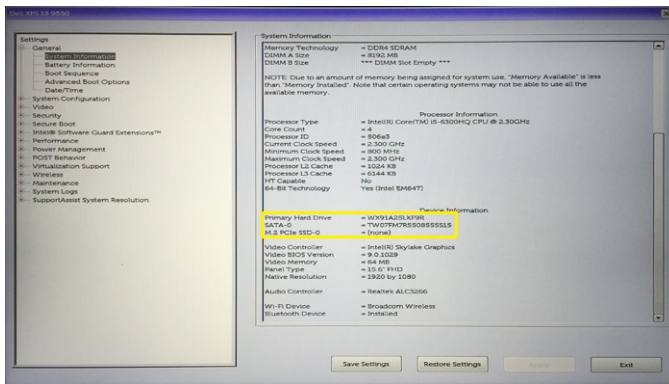 Dell XPS 15 9550
Settings
General
System Information
Battery Information
Boot Sequence
Advanced Boot Options
Date/Time
System Configuration
Video
Security
Secure Boot
Intel® Software Guard Extensions™
Performance
Power Management
POST Behavior
Virtualization Support
Wireless
Maintenance
System Logs
SupportAssist System Resolution
System Information
Memory Technology = DDR4 SDRAM
DIMM A Size = 8192 MB
DIMM B Size *** DIMM Slot Empty ***
NOTE: Due to an amount of memory being assigned for system use, "Memory Available" is less
than "Memory Installed". Note that certain operating systems may not be able to use all the
available memory.
Processor Information
Processor Type = Intel(R) Core(TM) i5-6300HQ CPU @ 2.30GHz
Core Count = 4
Processor ID = 506e3
Current Clock Speed = 2.300 GHz
Minimum Clock Speed = 800 MHz
Maximum Clock Speed = 2.300 GHz
Processor L2 Cache = 1024 KB
Processor L3 Cache = 6144 KB
HT Capable No
64-Bit Technology Yes (Intel EM64T)
Device Information
Primary Hard Drive
SATA-0
M.2 PCIe SSD-0 = {none}
Video Controller = Intel(R) Skylake Graphics
Video BIOS Version = 9.0.1029
Video Memory = 64 MB
Panel Type = 15.6" FHD
Native Resolution = 1920 by 1080
Audio Controller = Realtek ALC3266
Wi-Fi Device = Broadcom Wireless
Bluetooth Device = Installed
Save Settings
Restore Settings
Apply
Exit